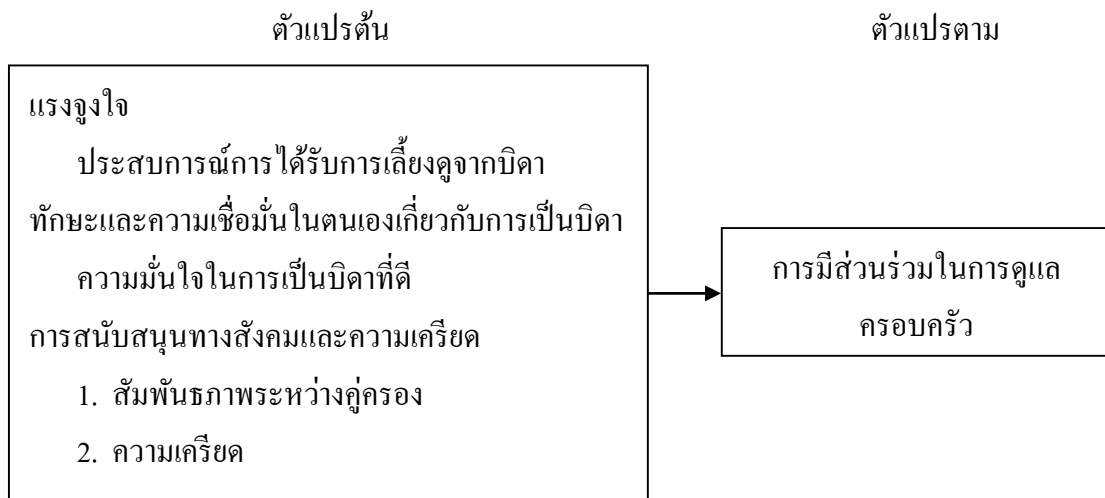 ตัวแปรต้น
ตัวแปรตาม
แรงจูงใจ
ประสบการณ์การได้รับการเลี้ยงดูจากบิดา
ทักษะและความเชื่อมั่นในตนเองเกี่ยวกับการเป็นบิดา
ความมั่นใจในการเป็นบิดาที่ดี
การสนับสนุนทางสังคมและความเครียด
1. สัมพันธภาพระหว่างคู่ครอง
2. ความเครียด
การมีส่วนร่วมในการดูแล
ครอบครัว